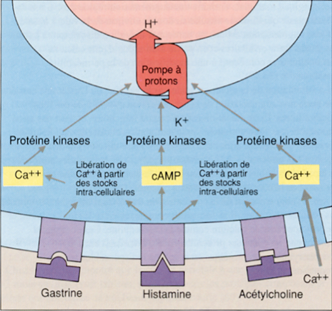 H+
Pompe à
protons
K+
Protéine kinases
Protéine kinases
Protéine kinases
Ca++
Libération de
Ca++ à partir
des stocks
intra-cellulaires
cAMP
Libération de
Ca++ à partir
des stocks
intra-cellulaires
Ca++
Ca++
Gastrine
Histamine
Acétylcholine